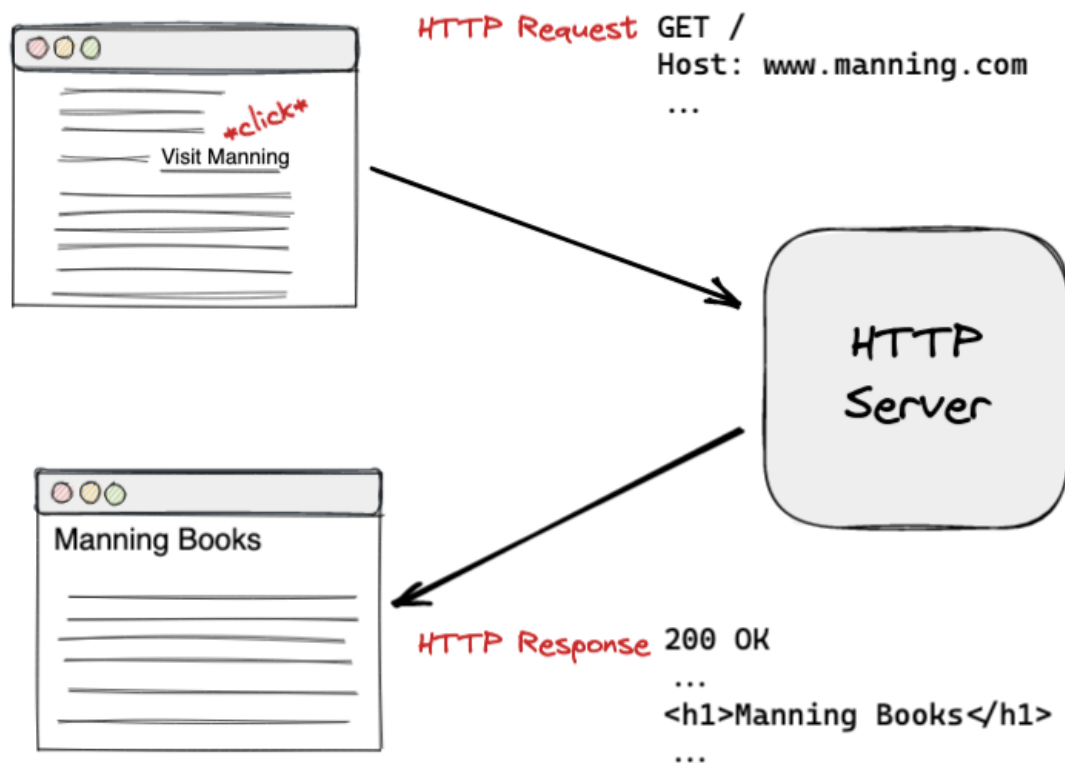 HTTP Request GET /
Host: www.manning.com
...
*click*
Visit Manning
HTTP
Server
Manning Books
HTTP Response 200 OK
...
<h1>Manning Books</h1>
...